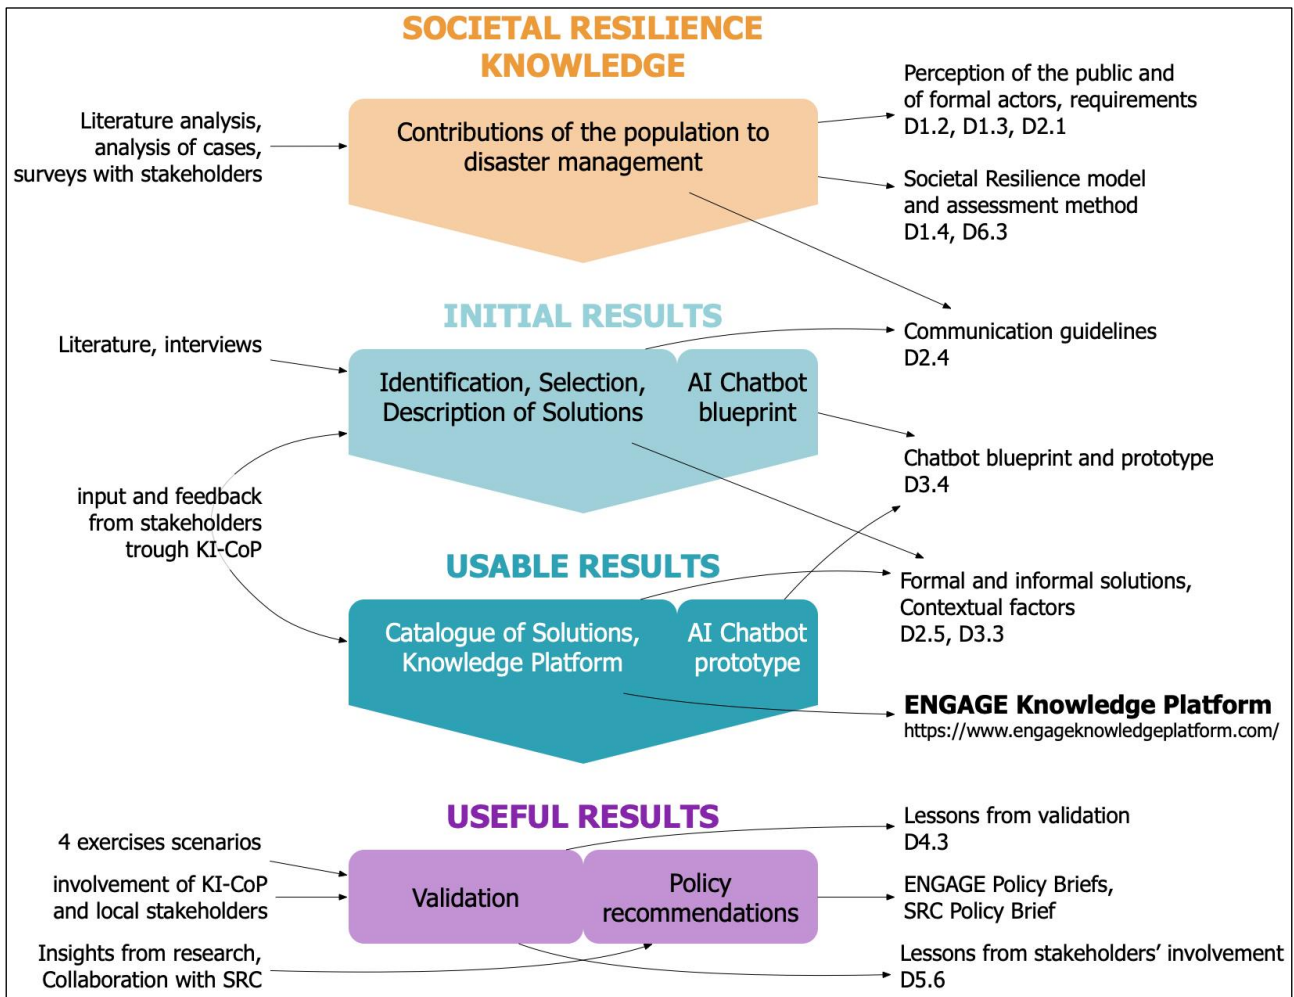 SOCIETAL RESILIENCE
KNOWLEDGE
Literature analysis,
analysis of cases,
surveys with stakeholders
Contributions of the population to
disaster management
Perception of the public and
of formal actors, requirements
D1.2, D1.3, D2.1
Societal Resilience model
and assessment method
D1.4, D6.3
INITIAL RESULTS
Literature, interviews
Identification, Selection,
Description of Solutions
AI Chatbot
blueprint
Communication guidelines
D2.4
Chatbot blueprint and prototype
D3.4
input and feedback
from stakeholders
trough KI-CoP
USABLE RESULTS
Catalogue of Solutions,
Knowledge Platform
AI Chatbot
prototype
Formal and informal solutions,
Contextual factors
D2.5, D3.3
ENGAGE Knowledge Platform
https://www.engageknowledgeplatform.com/
USEFUL RESULTS
4 exercises scenarios
involvement of KI-CoP
and local stakeholders
Insights from research,
Collaboration with SRC
Validation
Policy
recommendations
Lessons from validation
D4.3
ENGAGE Policy Briefs,
SRC Policy Brief
Lessons from stakeholders’ involvement
D5.6